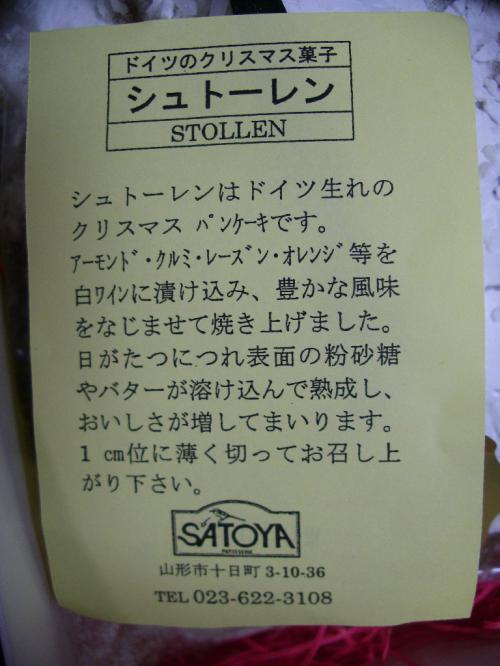 ドイツのクリスマス菓子
シュトーレン
STOLLEN
シュトーレンはドイツ生れの
クリスマス ﾊﾟﾝｹｰｷです。
ｱｰﾓﾝﾄﾞ･ｸﾙﾐ･ﾚｰｽﾞﾝ･ｵﾚﾝｼﾞ等を
白ﾜｲﾝに漬け込み、豊かな風味
をなじませて焼き上げました。
日がたつにつれ表面の粉砂糖
やバターが溶け込んで熟成し、
おいしさが増してまいります。
1 ㎝位に薄く切ってお召し上
がり下さい。
SATOYA
PATISSERIE
山形市十日町 3-10-36
TEL 023-622-3108